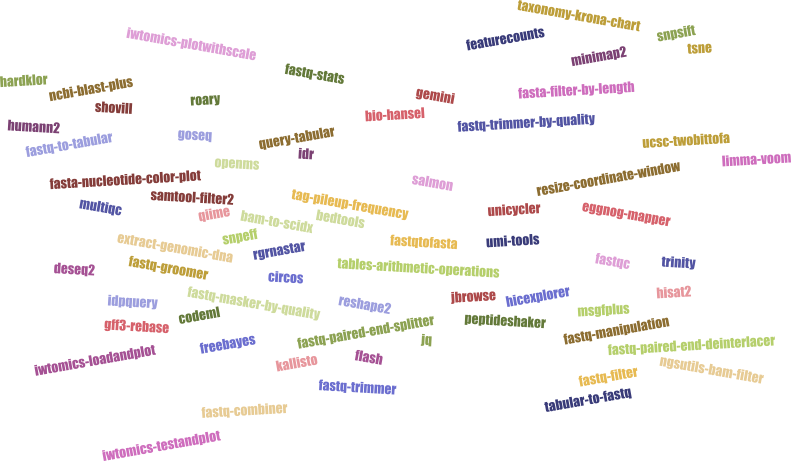 taxonomy-krona-chart
iwtomics-plotwithscale
featurecounts
snpsift
tsne
minimap2
fastq-stats
hardklor
ncbi-blast-plus
gemini
fasta-filter-by-length
roary
shovill
bio-hansel
fastq-trimmer-by-quality
humann2
goseq
query-tabular
ucsc-twobittofa
fastq-to-tabular
idr
limma-voom
openms
fasta-nucleotide-color-plot
salmon
resize-coordinate-window
samtool-filter2
tag-pileup-frequency
multiqc
qiime
bam-to-scidx
bedtools
unicycler
eggnog-mapper
snpeff
extract-genomic-dna
rgrnastar
fastqtofasta
umi-tools
fastqc
trinity
deseq2
fastq-groomer
circos
tables-arithmetic-operations
idpquery
fastq-masker-by-quality
reshape2
jbrowse
hicexplorer
hisat2
codeml
msgfplus
gff3-rebase
fastq-paired-end-splitter
peptideshaker
fastq-manipulation
freebayes
jq
fastq-paired-end-deinterlacer
iwtomics-loadandplot
kallisto
flash
ngsutils-bam-filter
fastq-filter
fastq-trimmer
tabular-to-fastq
fastq-combiner
iwtomics-testandplot